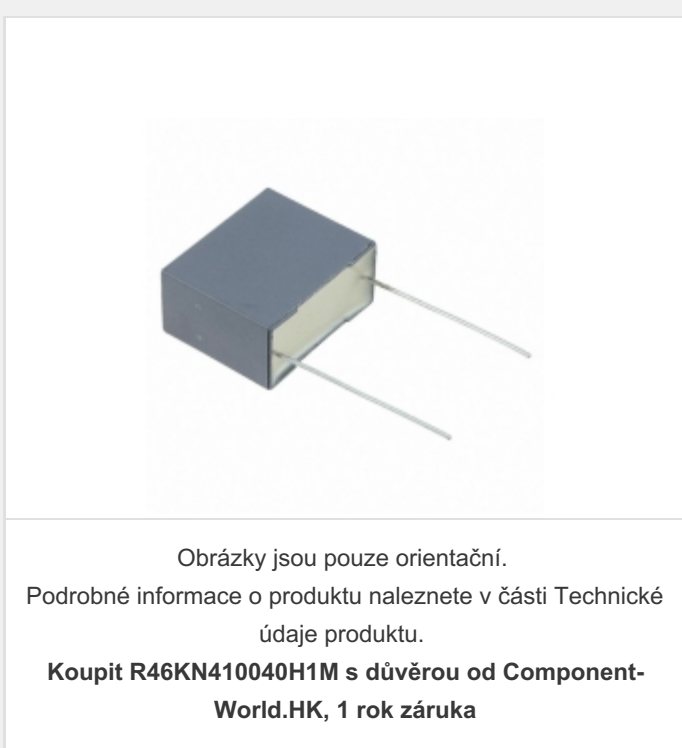 Obrázky jsou pouze orientační.
Podrobné informace o produktu naleznete v části Technické
údaje produktu.
Koupit R46KN410040H1M s důvěrou od Component-
World.HK, 1 rok záruka